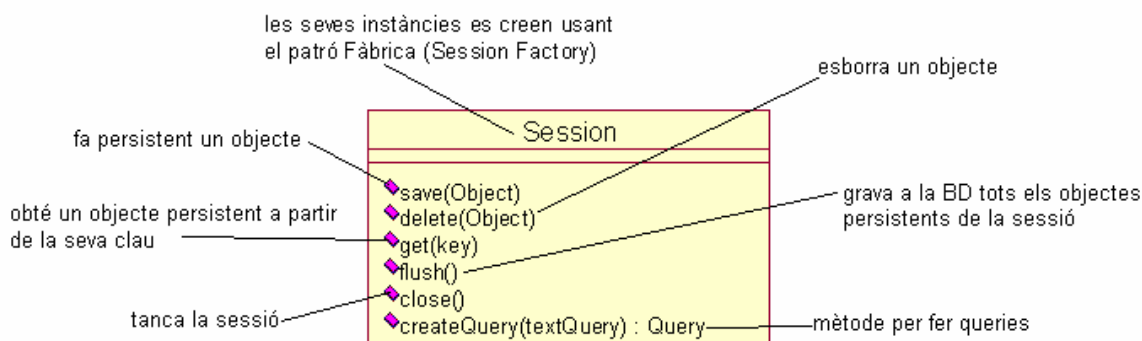 les seves instàncies es creen usant
el patró Fàbrica (Session Factory)
esborra un objecte
fa persistent un objecte
Session
save(Object)
delete(Object)
get(key)
flush()
close()
createQuery(textQuery) : Query
obté un objecte persistent a partir
de la seva clau
grava a la BD tots els objectes
persistents de la sessió
tanca la sessió
mètode per fer queries